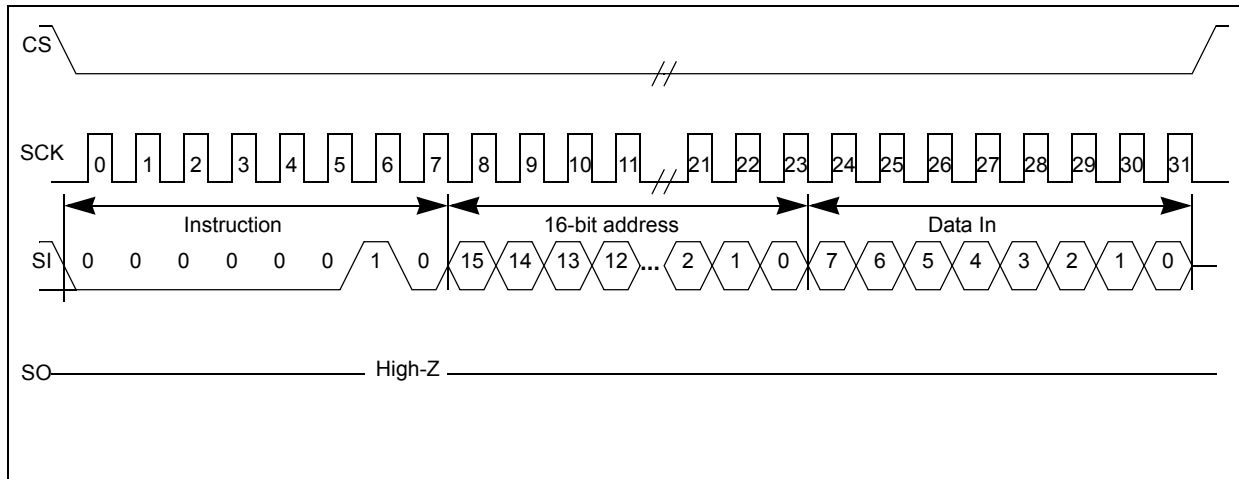 CS
SCK 0 1 2 3 4 5 6 7 8 9 10 11 21 22 23 24 25 26 27 28 29 30 31
Instruction 16-bit address Data In
SI 0 0 0 0 0 0 1 0 15 14 13 12 ... 2 1 0 7 6 5 4 3 2 1 0
SO High-Z